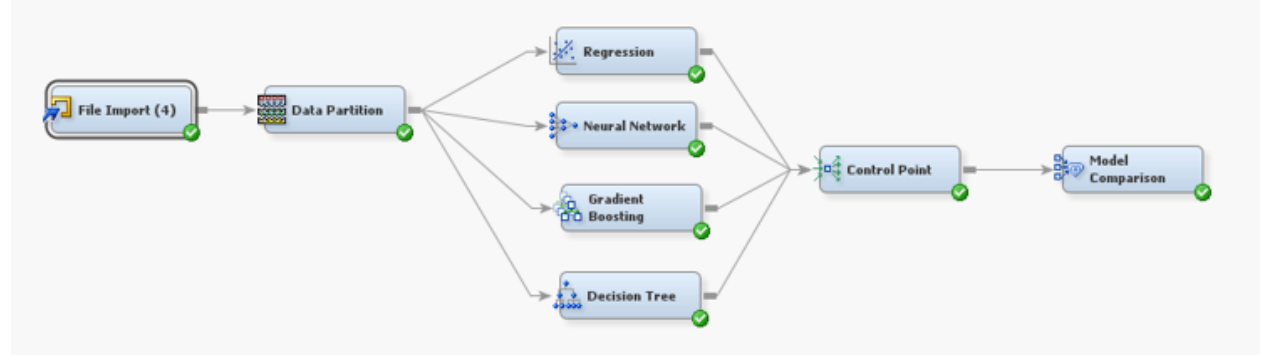 File Import (4)
Data Partition
Regression
Neural Network
Gradient
Boosting
Decision Tree
Control Point
Model
Comparison